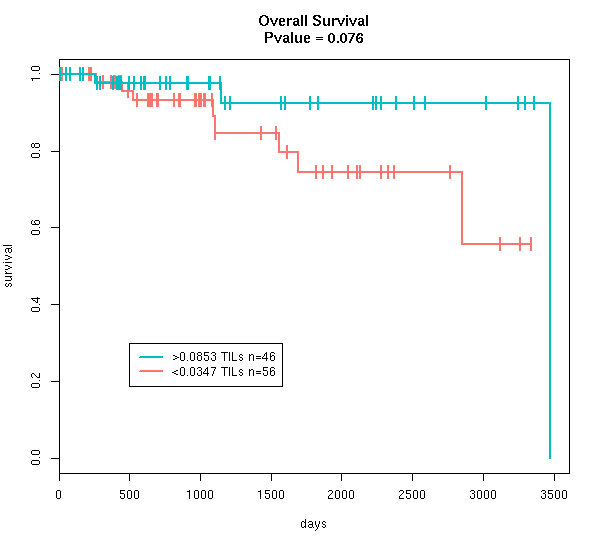 Overall Survival
Pvalue = 0.076
1.0
0.8
0.6
0.4
0.2
0.0
survival
>0.0853 TILs n=46
<0.0347 TILs n=56
0 500 1000 1500 2000 2500 3000 3500
days